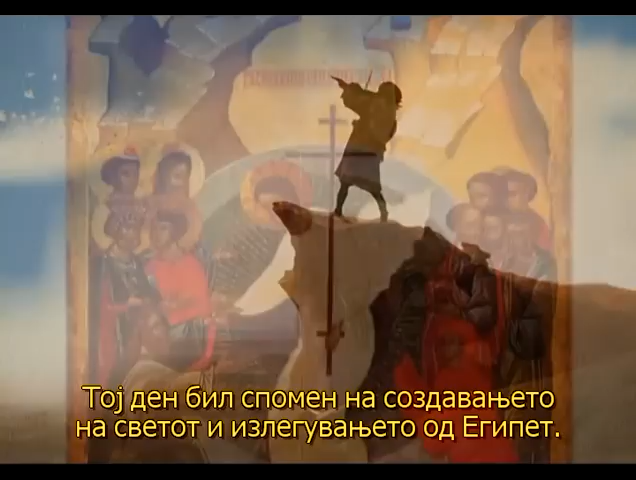 Тој ден бил спомен на создавањето
на светот и излегувањето од Египет.